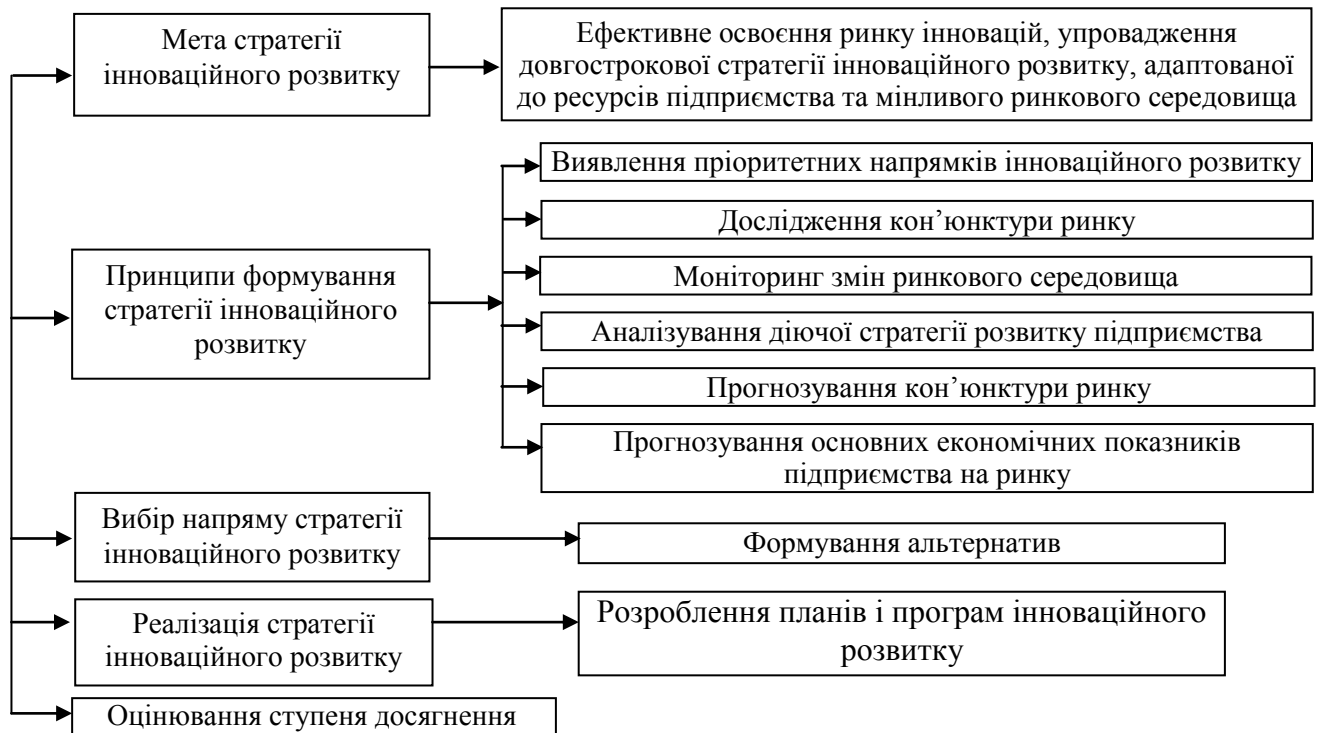 Мета стратегії
інноваційного розвитку
Ефективне освоєння ринку інновацій, упровадження
довгострокової стратегії інноваційного розвитку, адаптованої
до ресурсів підприємства та мінливого ринкового середовища
Принципи формування
стратегії інноваційного
розвитку
Виявлення пріоритетних напрямків інноваційного розвитку
Дослідження кон’юнктури ринку
Моніторинг змін ринкового середовища
Аналізування діючої стратегії розвитку підприємства
Прогнозування кон’юнктури ринку
Прогнозування основних економічних показників
підприємства на ринку
Вибір напряму стратегії
інноваційного розвитку
Формування альтернатив
Реалізація стратегії
інноваційного розвитку
Розроблення планів і програм інноваційного
розвитку
Оцінювання ступеня досягнення